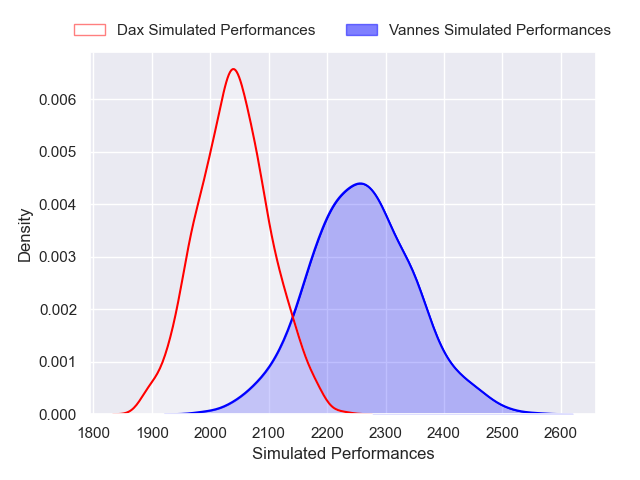 Dax Simulated Performances Vannes Simulated Performances
0.006
0.005
0.004
0.003
0.002
0.001
0.000
Density
1800 1900 2000 2100 2200 2300 2400 2500 2600
Simulated Performances